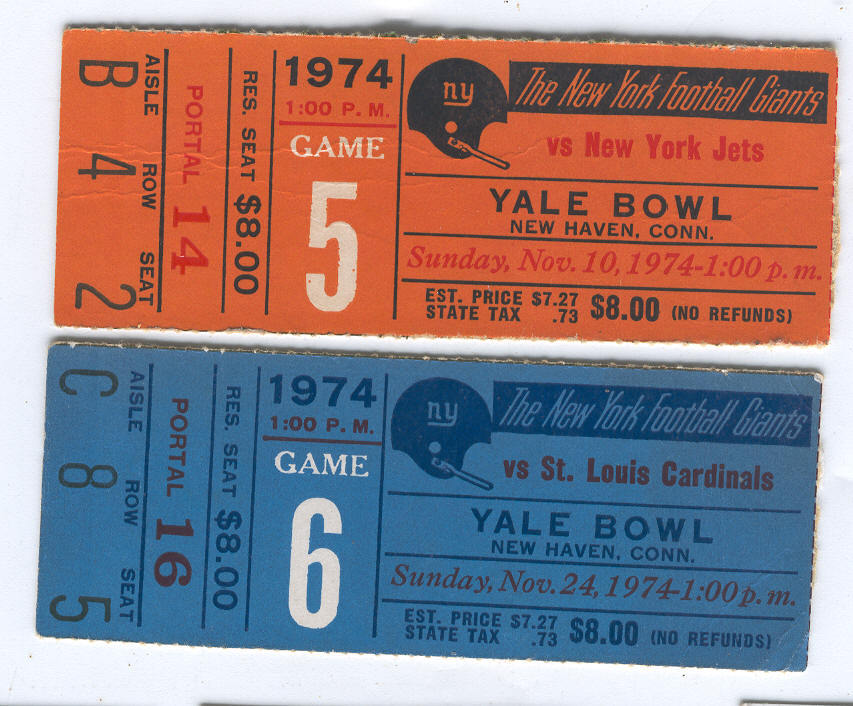 AISLE ROW SEAT
B 4 2
PORTAL 14
RES. SEAT $8.00
1974
1:00 P.M.
GAME
5
ny
The New York Football Giants
vs New York Jets
YALE BOWL
NEW HAVEN, CONN.
Sunday, Nov. 10, 1974-1:00 p.m.
EST. PRICE $7.27
STATE TAX .73
$8.00 (NO REFUNDS)
AISLE ROW SEAT
C 8 5
PORTAL 16
RES. SEAT $8.00
1974
1:00 P.M.
GAME
6
ny
The New York Football Giants
vs St. Louis Cardinals
YALE BOWL
NEW HAVEN, CONN.
Sunday, Nov. 24, 1974-1:00 p.m.
EST. PRICE $7.27
STATE TAX .73
$8.00 (NO REFUNDS)